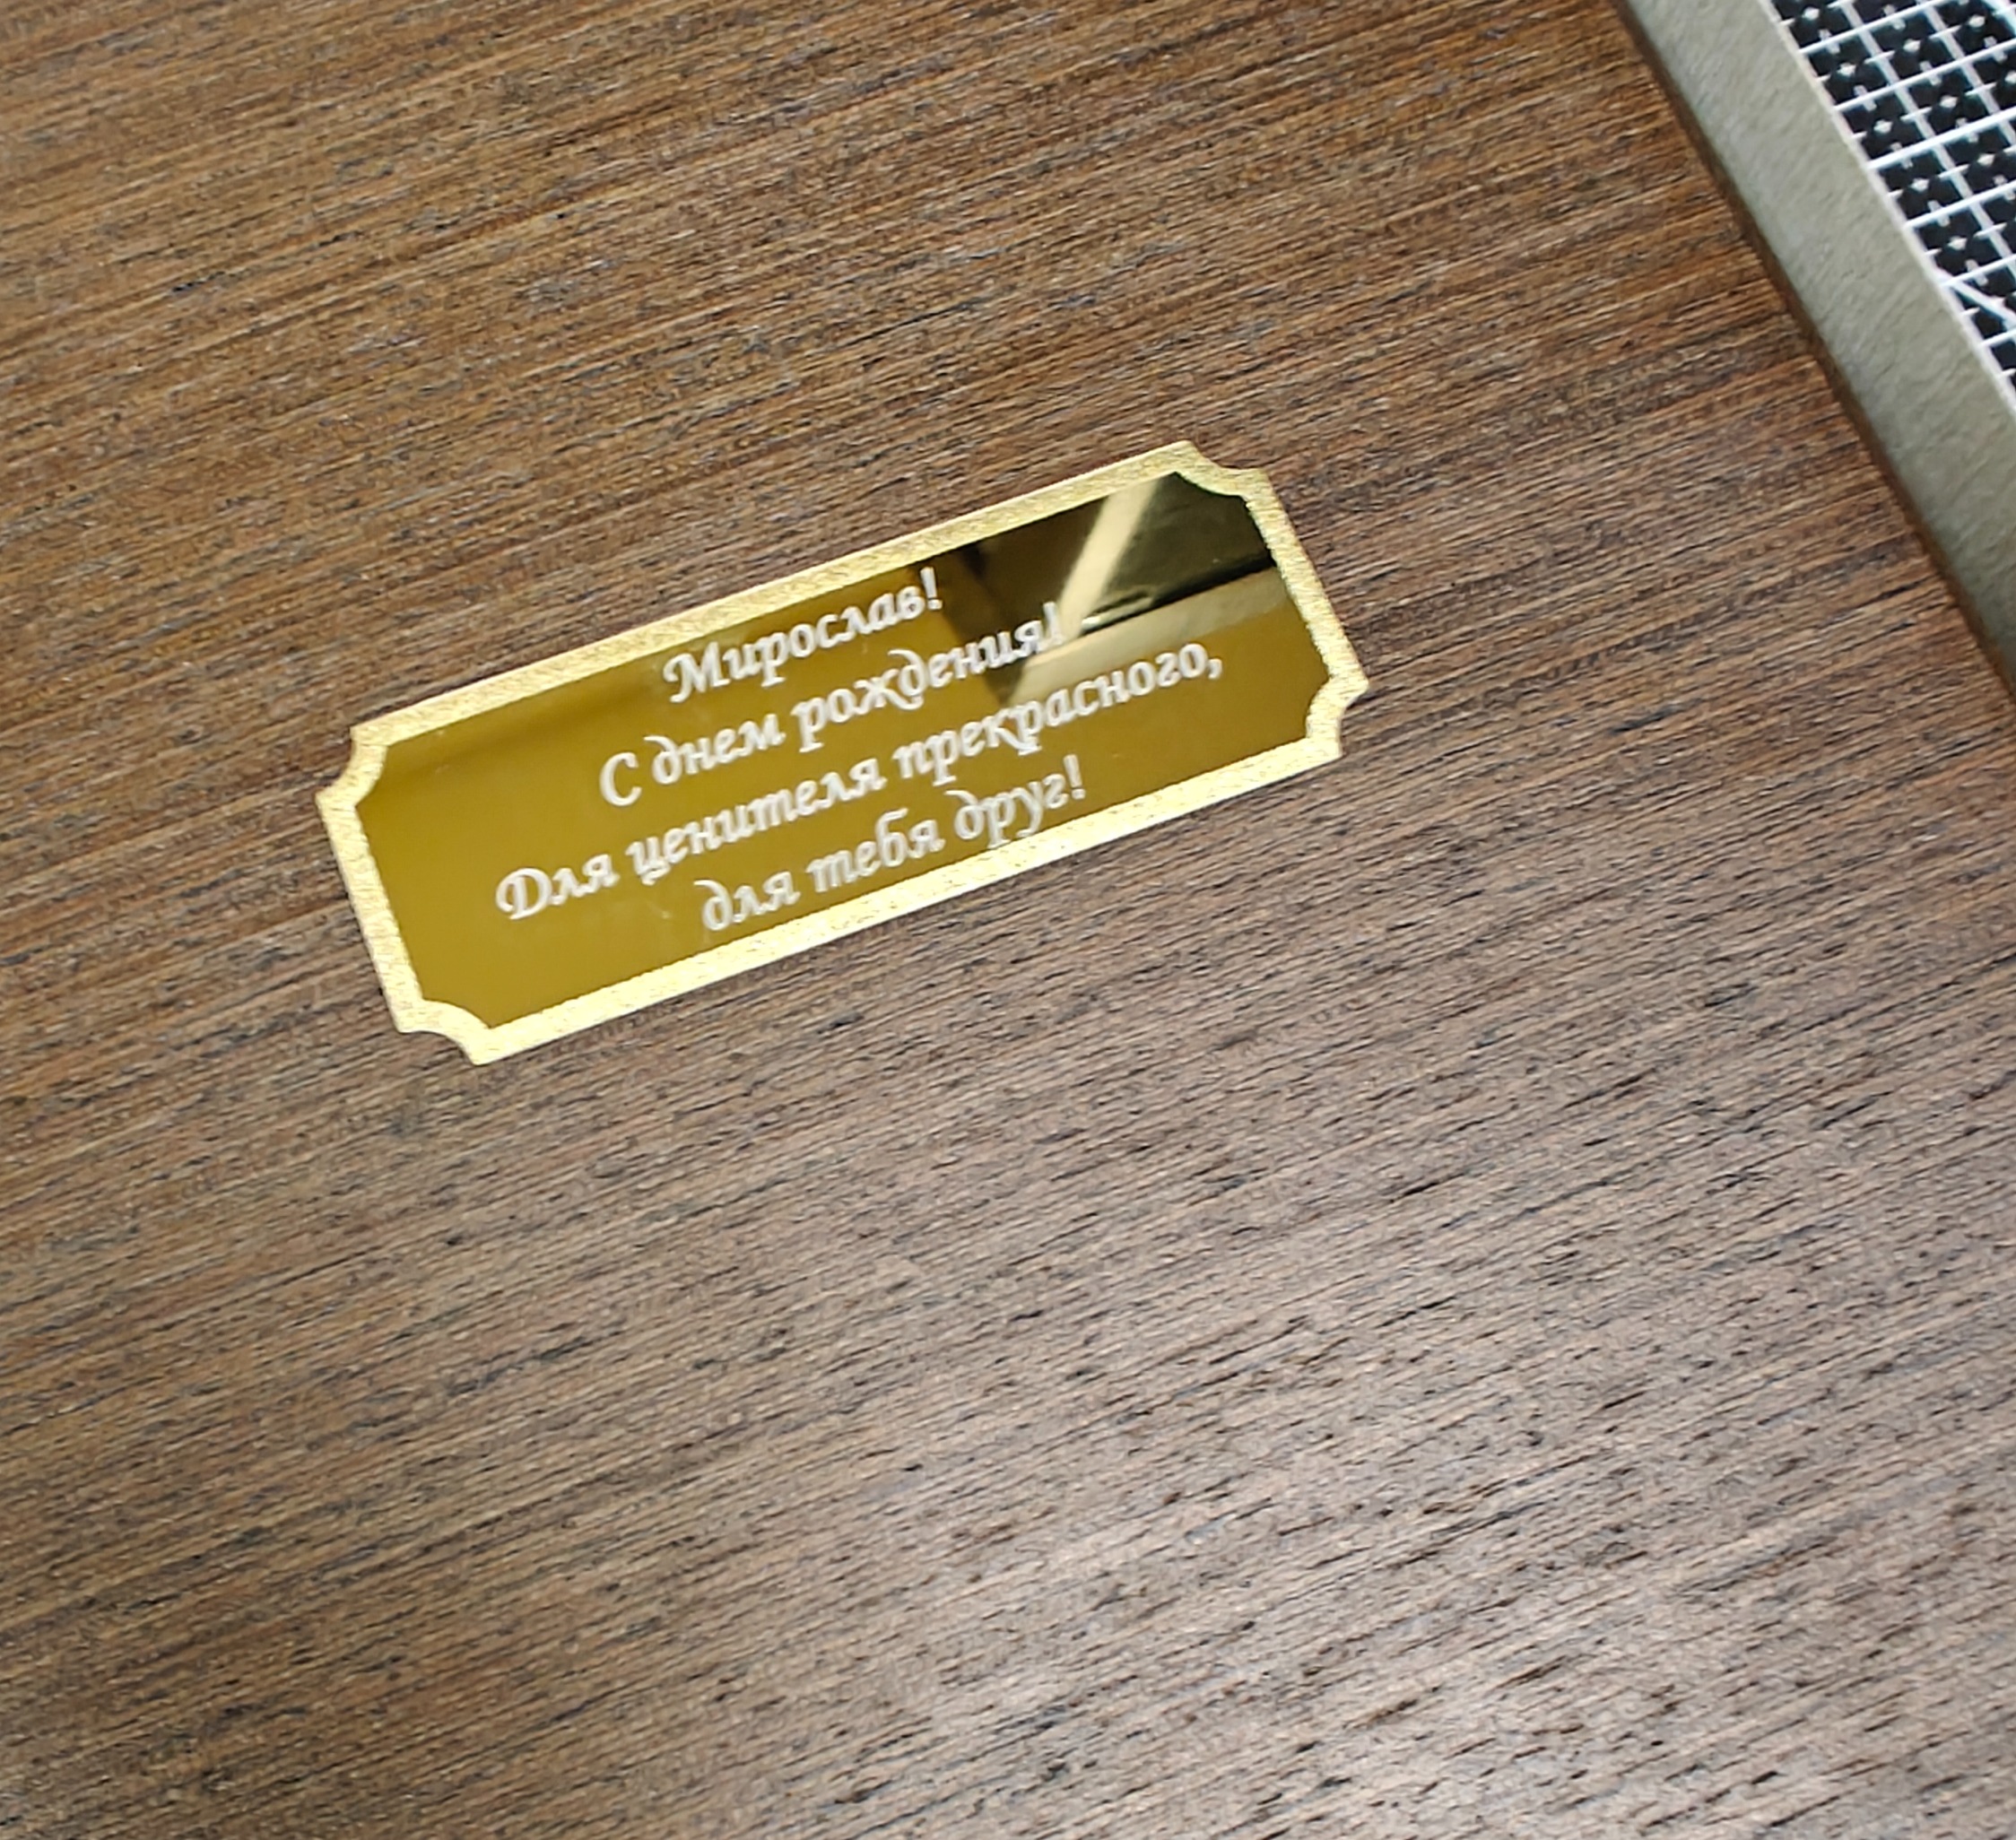 Мирослав!
С днем рождения!
Для ценителя прекрасного,
для тебя друг!